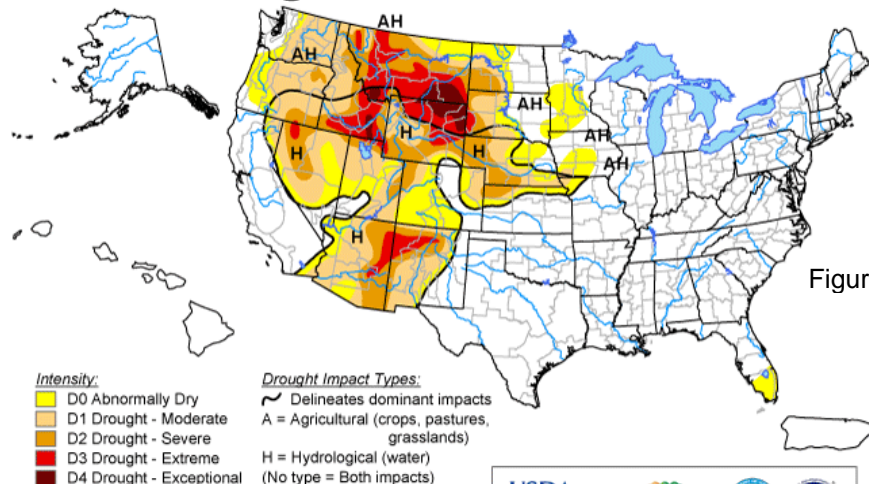 AH
AH
AH
H
H
H
AH
AH
H
Figur
Intensity:
D0 Abnormally Dry
D1 Drought - Moderate
D2 Drought - Severe
D3 Drought - Extreme
D4 Drought - Exceptional
Drought Impact Types:
Delineates dominant impacts
A = Agricultural (crops, pastures,
grasslands)
H = Hydrological (water)
(No type = Both impacts)